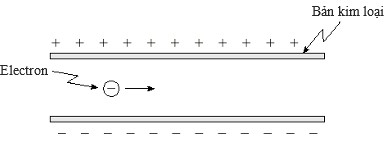 Bản kim loại
+ + + + + + + + + +
Electron
−
− − − − − − − − − −